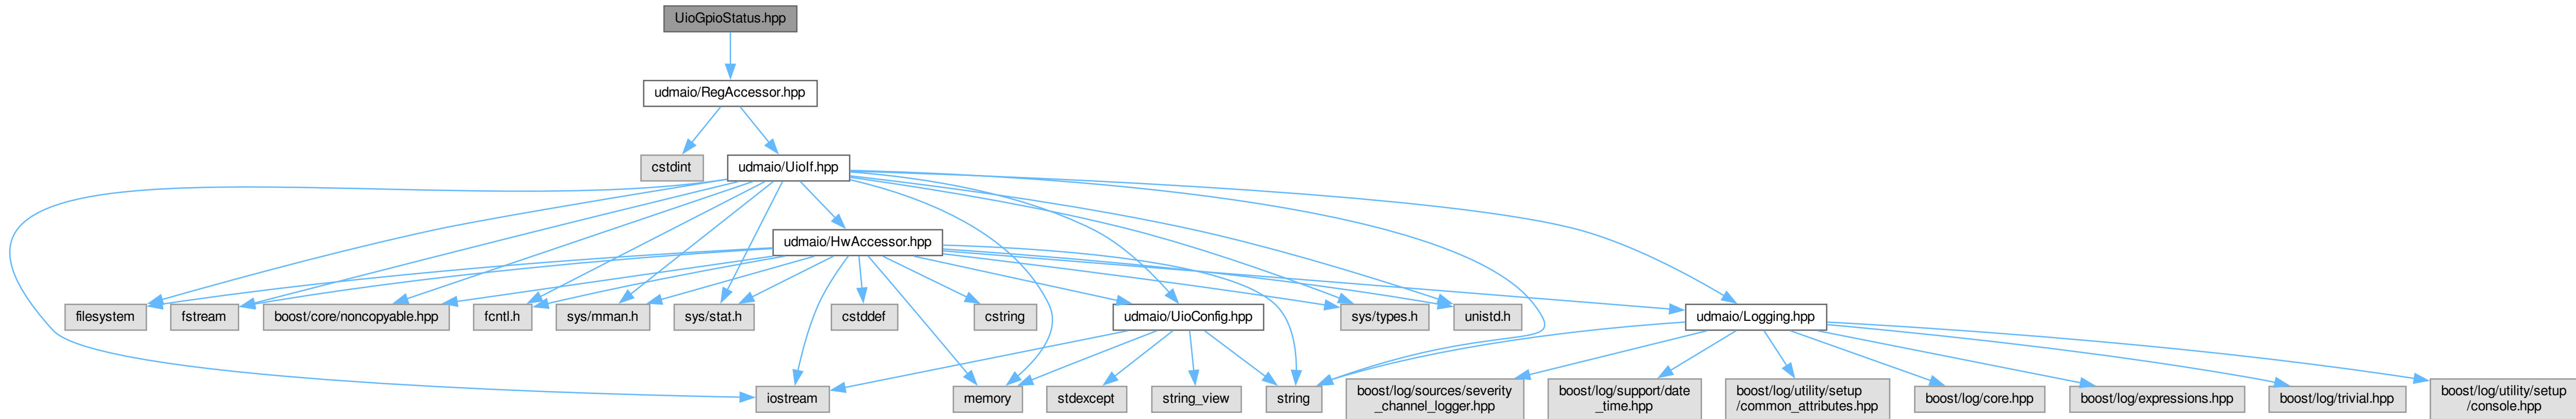 UioGpioStatus.hpp
udmaio/RegAccessor.hpp
cstdint
udmaio/UioIf.hpp
udmaio/HwAccessor.hpp
filesystem
fstream
boost/core/noncopyable.hpp
fcntl.h
sys/mman.h
sys/stat.h
cstddef
cstring
udmaio/UioConfig.hpp
sys/types.h
unistd.h
udmaio/Logging.hpp
iostream
memory
stdexcept
string_view
string
boost/log/sources/severity
_channel_logger.hpp
boost/log/support/date
_time.hpp
boost/log/utility/setup
/common_attributes.hpp
boost/log/core.hpp
boost/log/expressions.hpp
boost/log/trivial.hpp
boost/log/utility/setup
/console.hpp